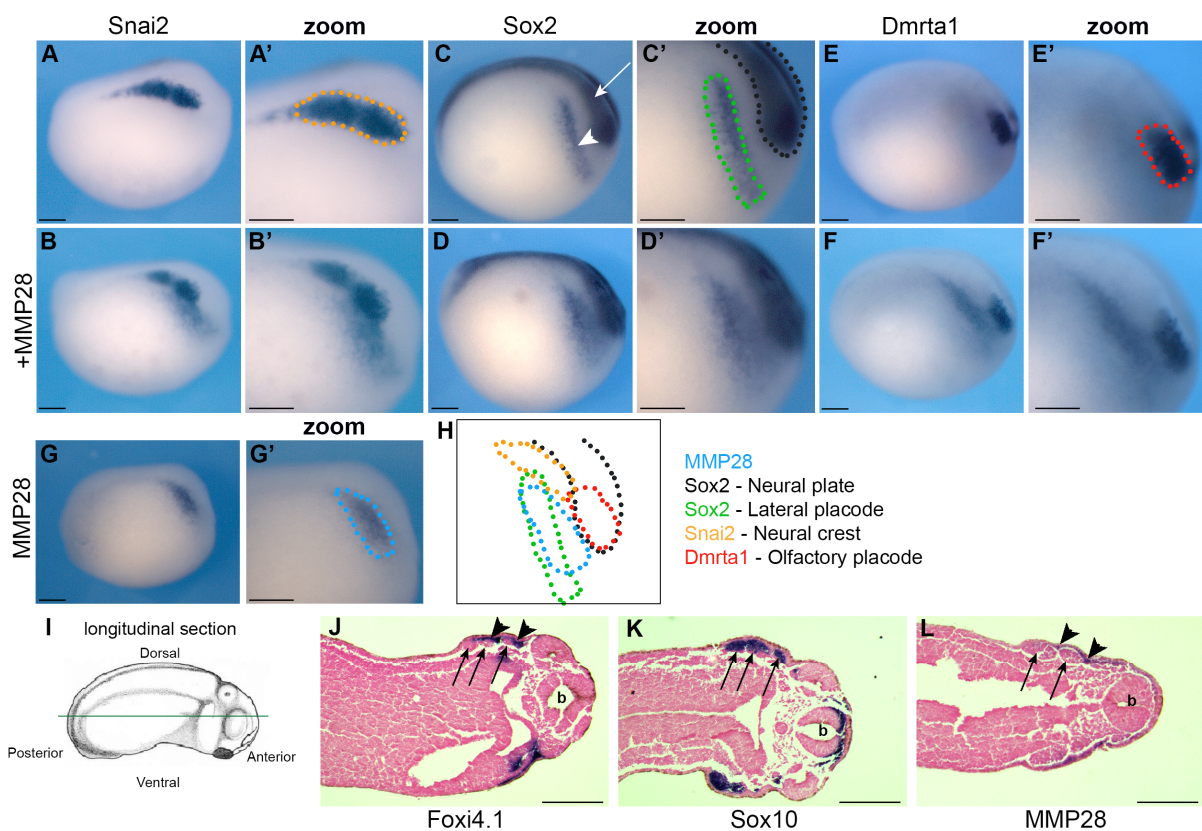 Snai2 zoom Sox2 zoom Dmrta1 zoom
A A’ C C’ E E’
+MMP28
B B’ D D’ F F’
zoom
MMP28
G G’ H
MMP28
Sox2 - Neural plate
Sox2 - Lateral placode
Snai2 - Neural crest
Dmrta1 - Olfactory placode
I longitudinal section
Dorsal
Posterior Anterior
Ventral
J b
Foxi4.1
K b
Sox10
L b
MMP28